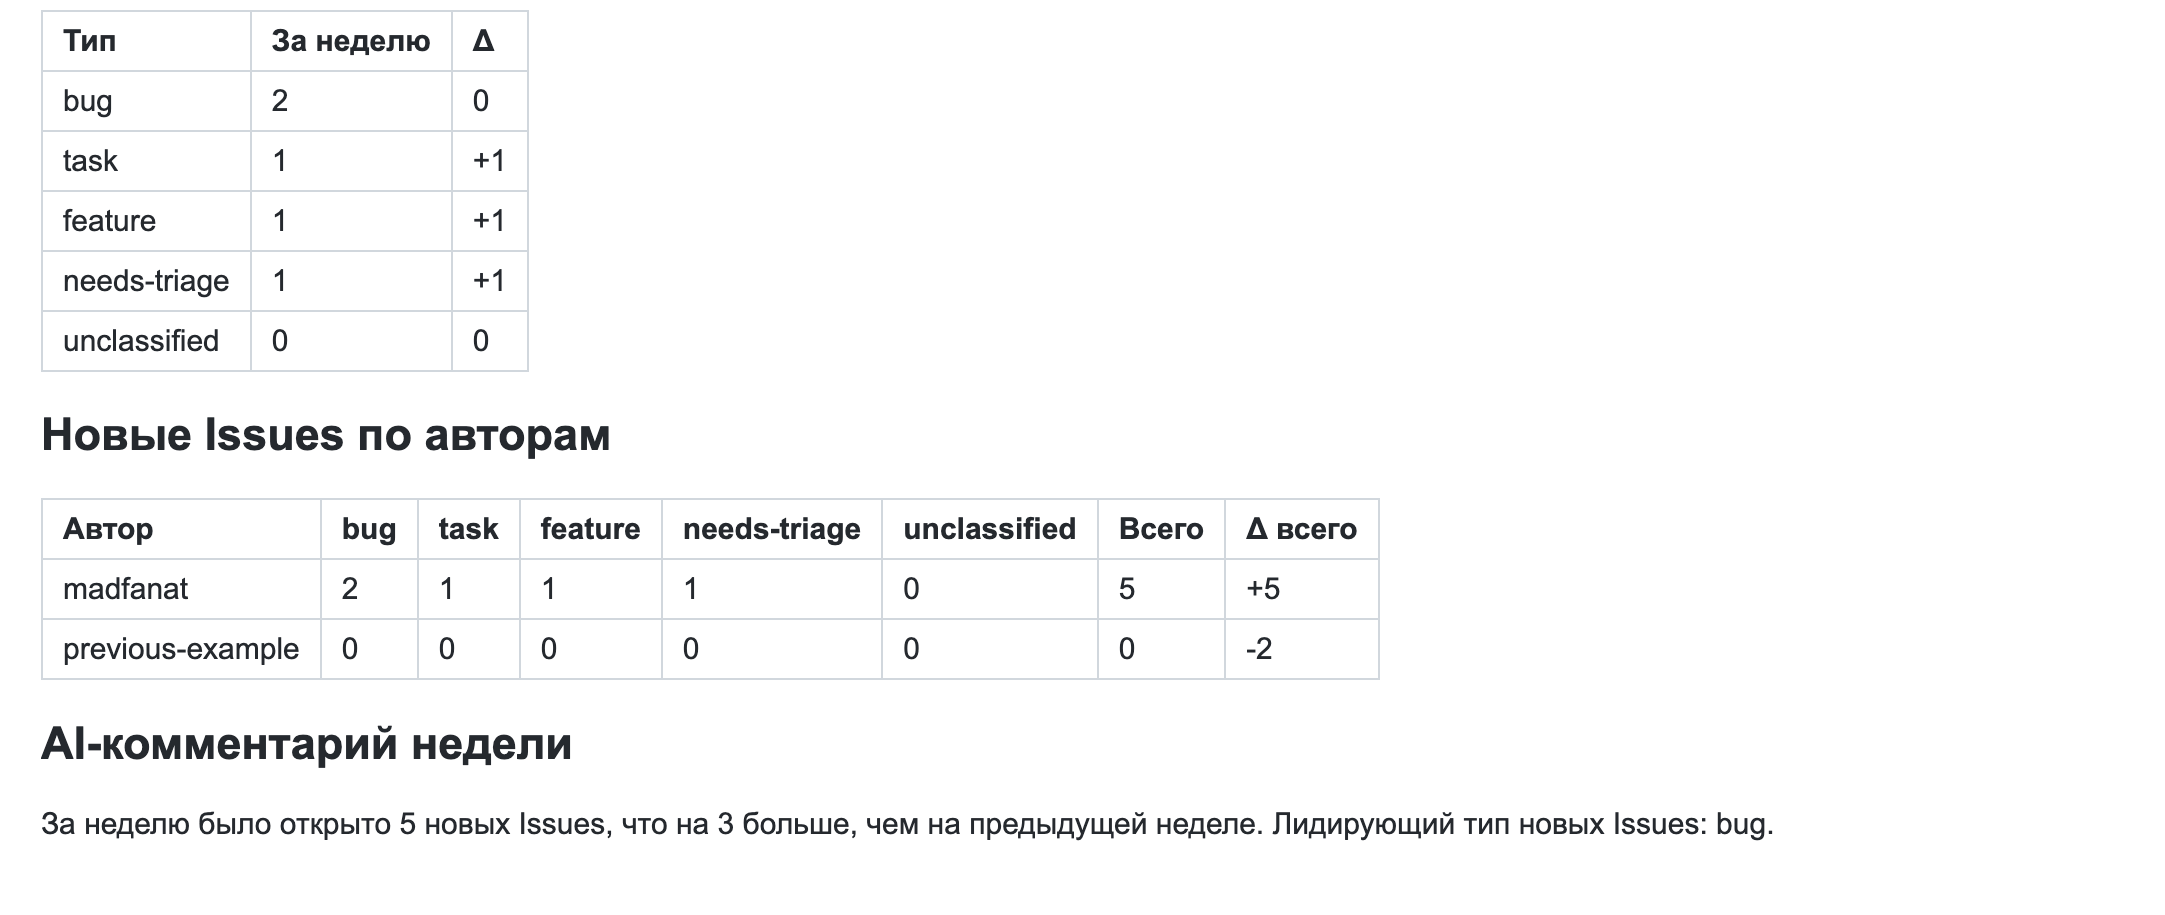 Тип За неделю Δ
bug 2 0
task 1 +1
feature 1 +1
needs-triage 1 +1
unclassified 0 0
Новые Issues по авторам
Автор bug task feature needs-triage unclassified Всего Δ всего
madfanat 2 1 1 1 0 5 +5
previous-example 0 0 0 0 0 0 -2
AI-комментарий недели
За неделю было открыто 5 новых Issues, что на 3 больше, чем на предыдущей неделе. Лидирующий тип новых Issues: bug.